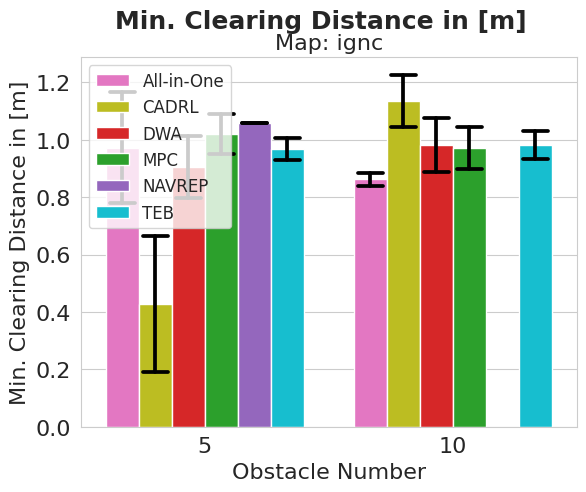 Min. Clearing Distance in [m]
Map: ignc
Min. Clearing Distance in [m]
1.2
1.0
0.8
0.6
0.4
0.2
0.0
All-in-One
CADRL
DWA
MPC
NAVREP
TEB
5
10
Obstacle Number